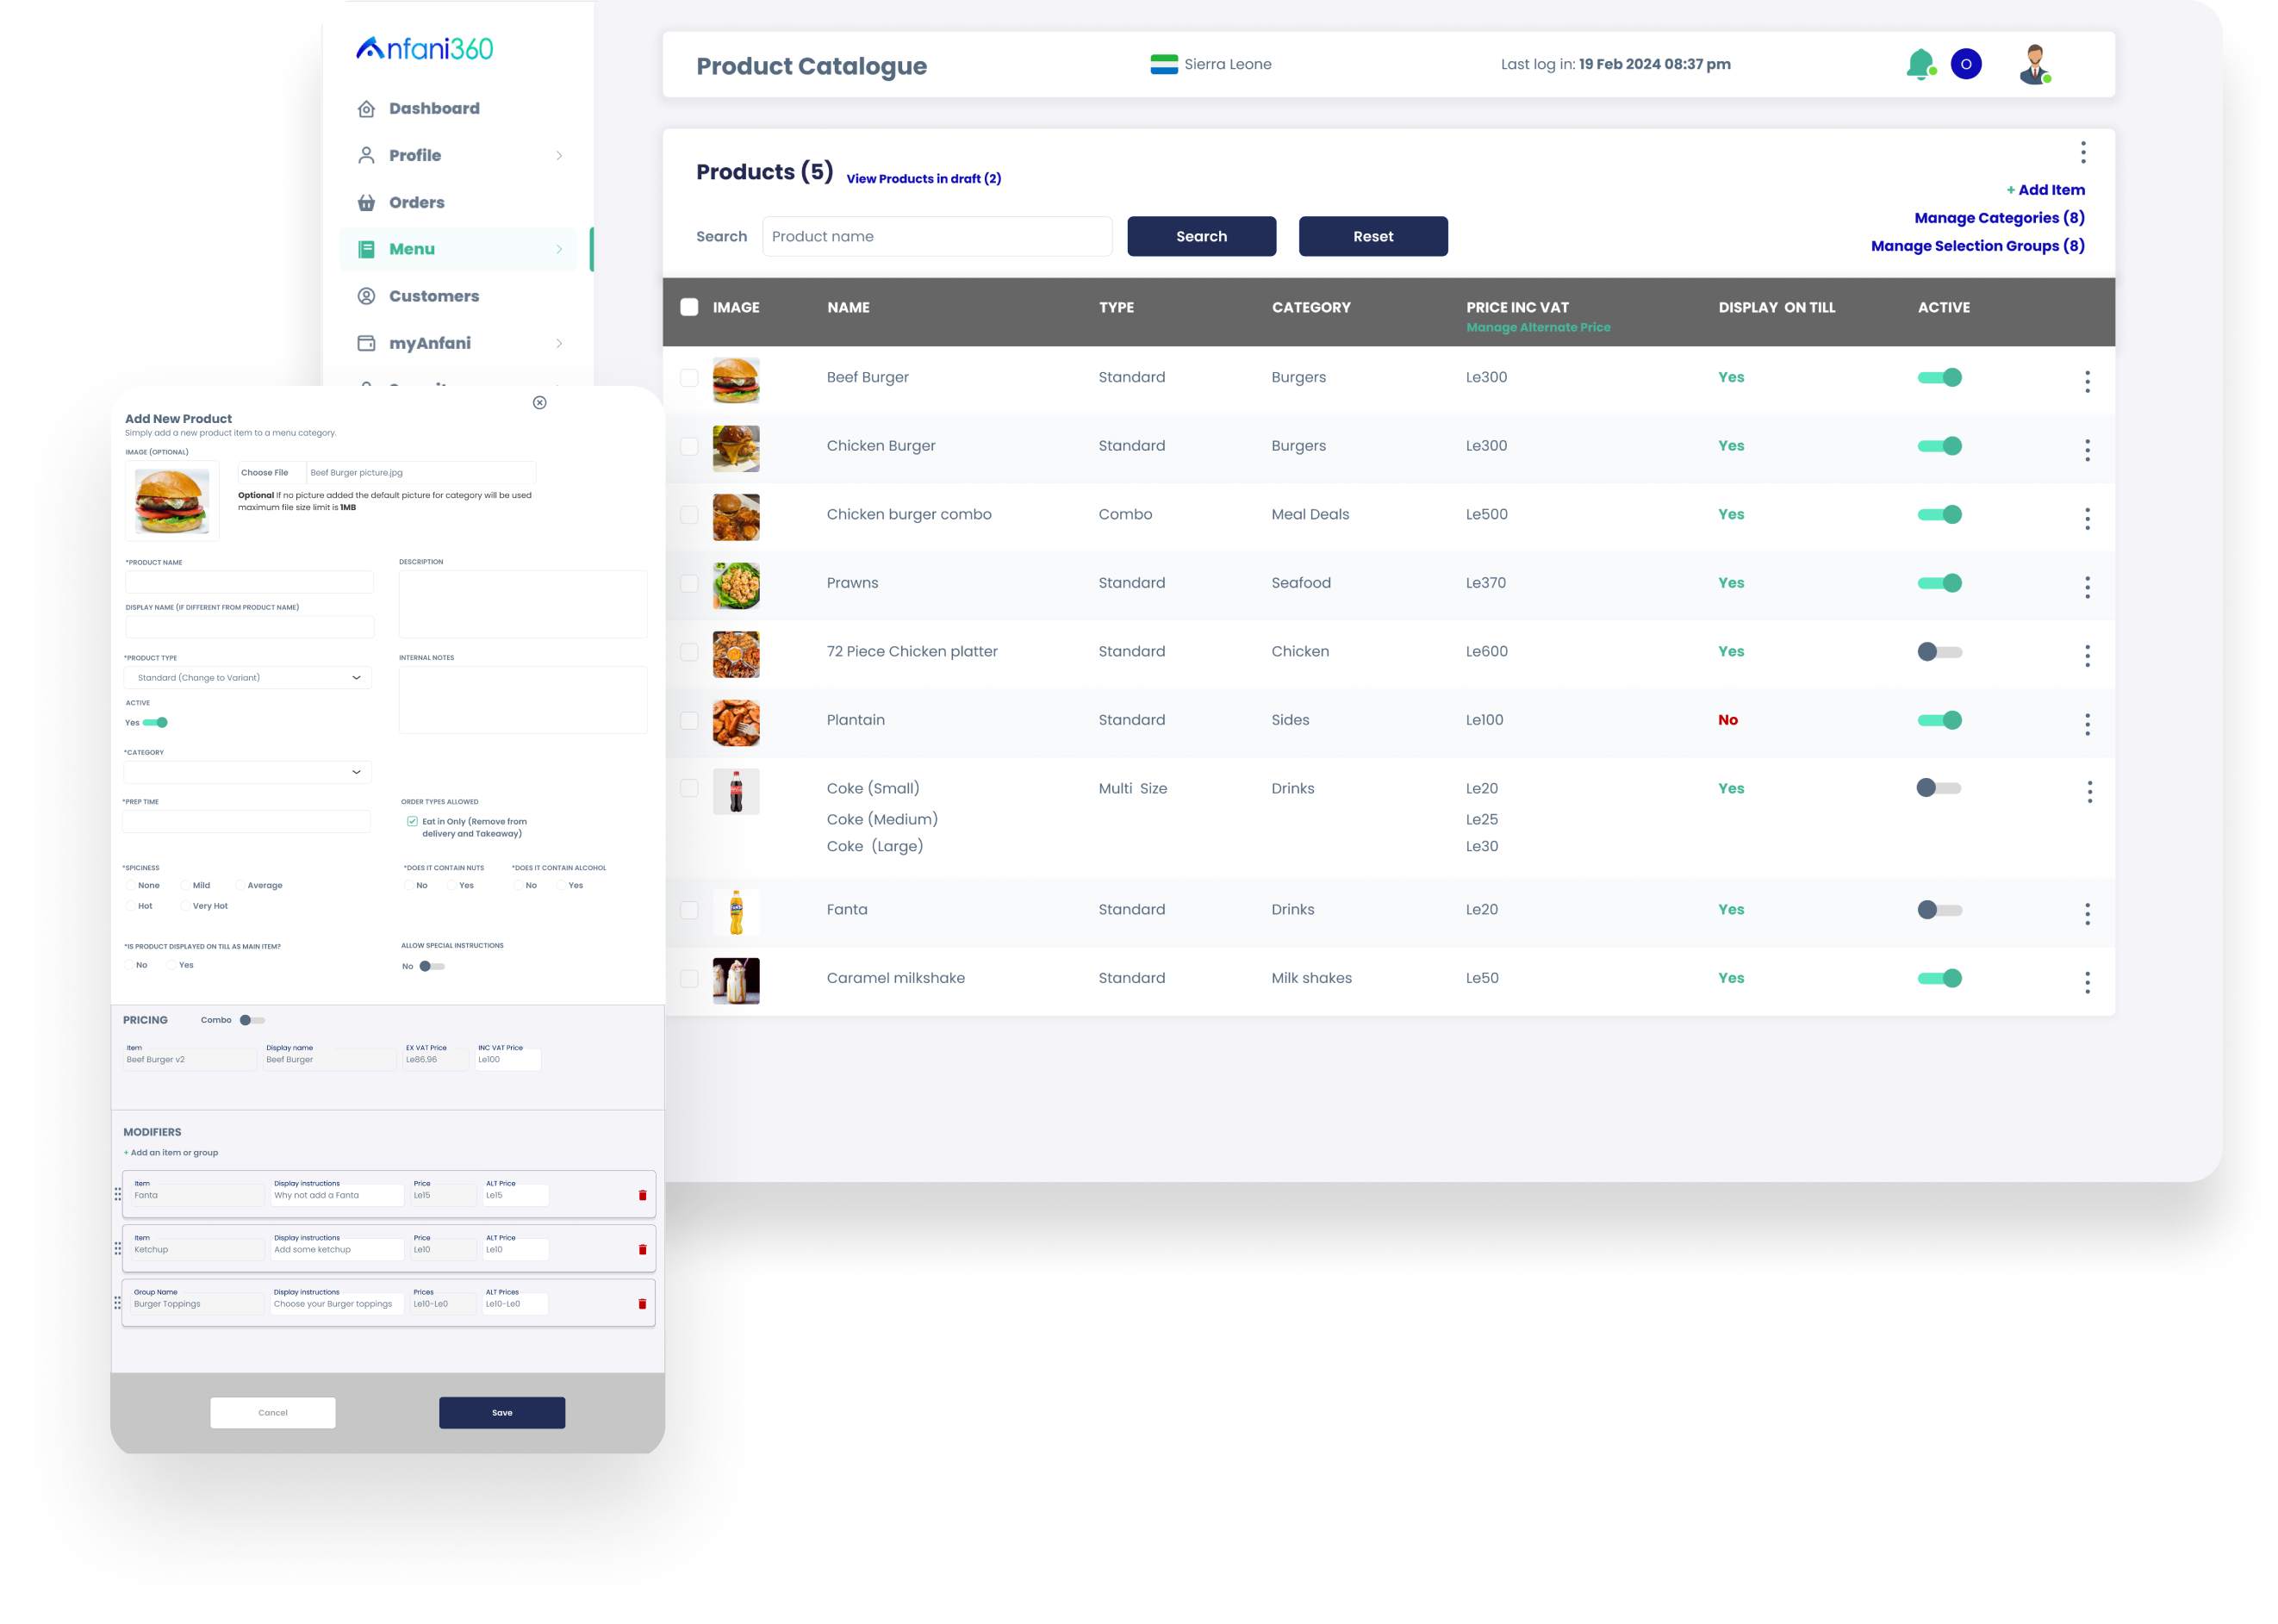 Anfani360
Dashboard
Profile
Orders
Menu
Customers
myAnfani
Product Catalogue
Sierra Leone
Last log in: 19 Feb 2024 08:37 pm
O
Products (5)
View Products in draft (2)
+ Add Item
Manage Categories (8)
Manage Selection Groups (8)
Search
Product name
Search
Reset
IMAGE NAME TYPE CATEGORY PRICE INC VAT DISPLAY ON TILL ACTIVE
Manage Alternate Price
Beef Burger Standard Burgers Le300 Yes
Chicken Burger Standard Burgers Le300 Yes
Chicken burger combo Combo Meal Deals Le500 Yes
Prawns Standard Seafood Le370 Yes
72 Piece Chicken platter Standard Chicken Le600 Yes
Plantain Standard Sides Le100 No
Coke (Small) Multi Size Drinks Le20 Yes
Coke (Medium) Le25
Coke (Large) Le30
Fanta Standard Drinks Le20 Yes
Caramel milkshake Standard Milk shakes Le50 Yes
Add New Product
Simply add a new product item to a menu category.
IMAGE (OPTIONAL)
Choose File Beef Burger picture.jpg
Optional If no picture added the default picture for category will be used
maximum file size limit is 1MB
*PRODUCT NAME
DESCRIPTION
DISPLAY NAME (IF DIFFERENT FROM PRODUCT NAME)
*PRODUCT TYPE
INTERNAL NOTES
Standard (Change to Variant)
ACTIVE
Yes
*CATEGORY
*PREP TIME
ORDER TYPES ALLOWED
Eat in Only (Remove from
delivery and Takeaway)
*SPICINESS
None Mild Average
Hot Very Hot
*DOES IT CONTAIN NUTS
No Yes
*DOES IT CONTAIN ALCOHOL
No Yes
*IS PRODUCT DISPLAYED ON TILL AS MAIN ITEM?
No Yes
ALLOW SPECIAL INSTRUCTIONS
No
PRICING Combo
Item Display name EX VAT Price INC VAT Price
Beef Burger v2 Beef Burger Le86.96 Le100
MODIFIERS
+ Add an item or group
Item Display instructions Price ALT Price
Fanta Why not add a Fanta Le15 Le15
Item Display instructions Price ALT Price
Ketchup Add some ketchup Le10 Le10
Group Name Display instructions Prices ALT Prices
Burger Toppings Choose your Burger toppings Le10-Le0 Le10-Le0
Cancel
Save